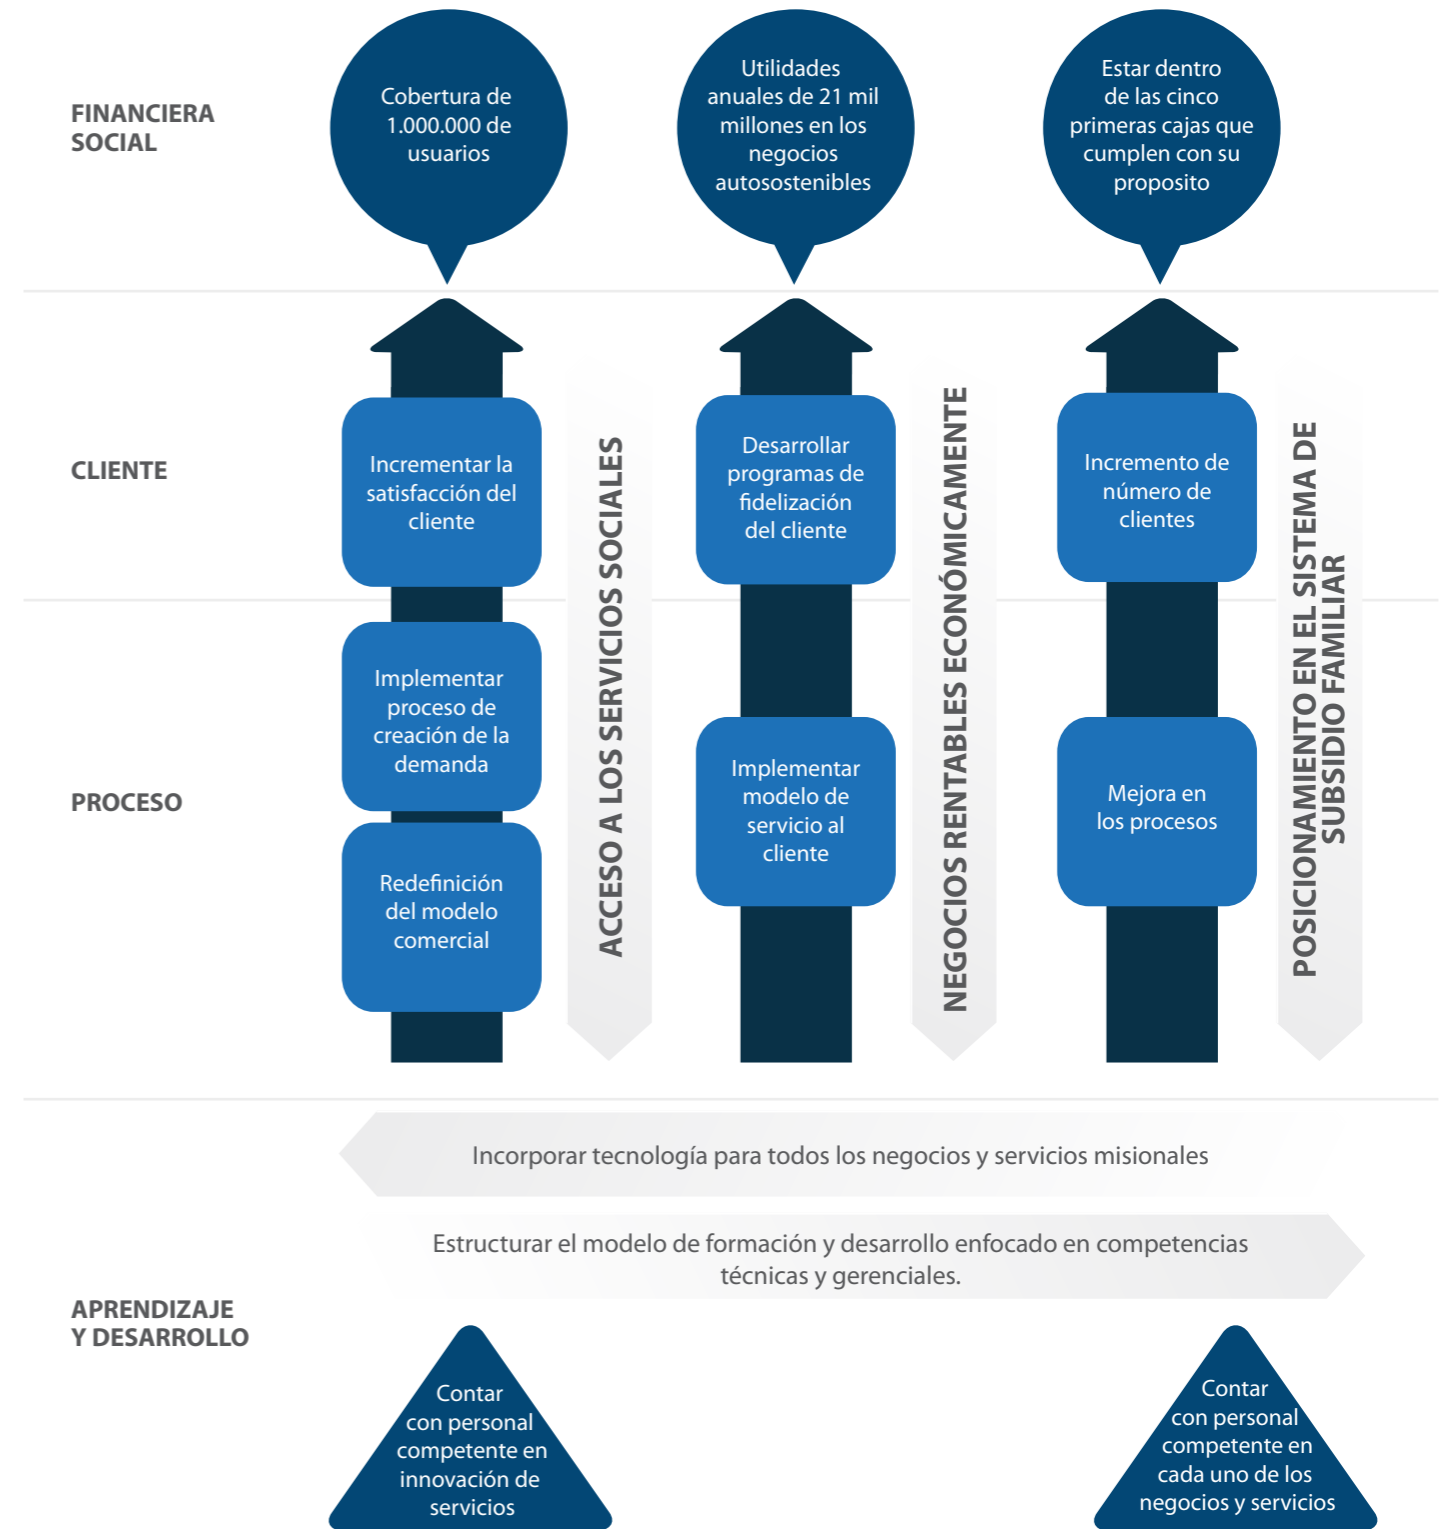 FINANCIERA
SOCIAL
Cobertura de
1.000.000 de
usuarios
Utilidades
anuales de 21 mil
millones en los
negocios
autosostenibles
Estar dentro
de las cinco
primeras cajas que
cumplen con su
proposito
CLIENTE
Incrementar la
satisfacción del
cliente
Desarrollar
programas de
fidelización
del cliente
Incremento de
número de
clientes
PROCESO
Implementar
proceso de
creación de la
demanda
Redefinición
del modelo
comercial
ACCESO A LOS SERVICIOS SOCIALES
Implementar
modelo de
servicio al
cliente
NEGOCIOS RENTABLES ECONÓMICAMENTE
Mejora en
los procesos
POSICIONAMIENTO EN EL SISTEMA DE
SUBSIDIO FAMILIAR
APRENDIZAJE
Y DESARROLLO
Incorporar tecnología para todos los negocios y servicios misionales
Estructurar el modelo de formación y desarrollo enfocado en competencias
técnicas y gerenciales.
Contar
con personal
competente en
innovación de
servicios
Contar
con personal
competente en
cada uno de los
negocios y servicios